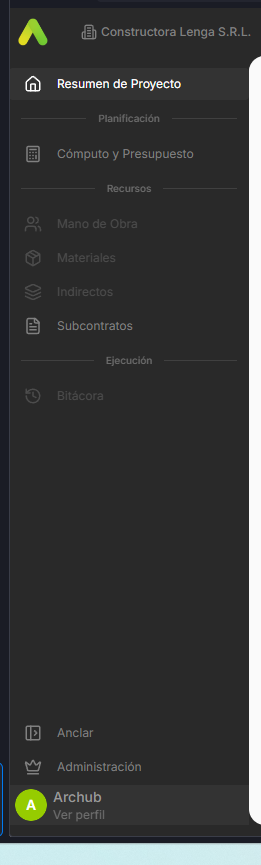 Constructora Lenga S.R.L.
Resumen de Proyecto
Planificación
Cómputo y Presupuesto
Recursos
Mano de Obra
Materiales
Indirectos
Subcontratos
Ejecución
Bitácora
Anclar
Administración
A
Archub
Ver perfil